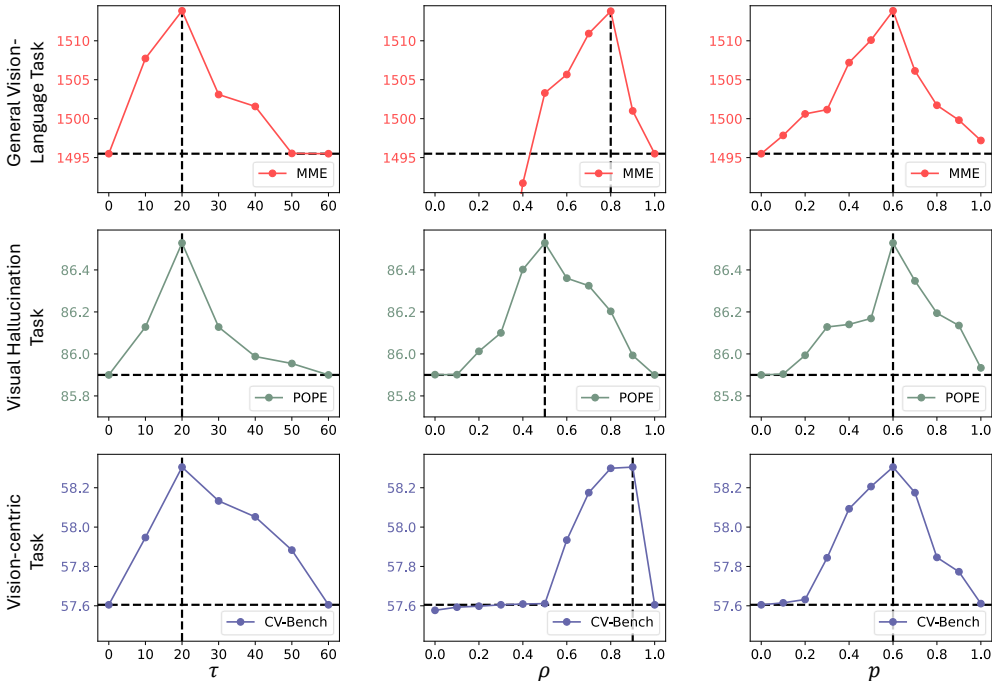 General Vision-
Language Task
1510
1505
1500
1495
MME
0 10 20 30 40 50 60
1510
1505
1500
1495
MME
0.0 0.2 0.4 0.6 0.8 1.0
1510
1505
1500
1495
MME
0.0 0.2 0.4 0.6 0.8 1.0
Visual Hallucination
Task
86.4
86.2
86.0
85.8
POPE
0 10 20 30 40 50 60
86.4
86.2
86.0
85.8
POPE
0.0 0.2 0.4 0.6 0.8 1.0
86.4
86.2
86.0
85.8
POPE
0.0 0.2 0.4 0.6 0.8 1.0
Vision-centric
Task
58.2
58.0
57.8
57.6
CV-Bench
0 10 20 30 40 50 60
τ
58.2
58.0
57.8
57.6
CV-Bench
0.0 0.2 0.4 0.6 0.8 1.0
ρ
58.2
58.0
57.8
57.6
CV-Bench
0.0 0.2 0.4 0.6 0.8 1.0
p